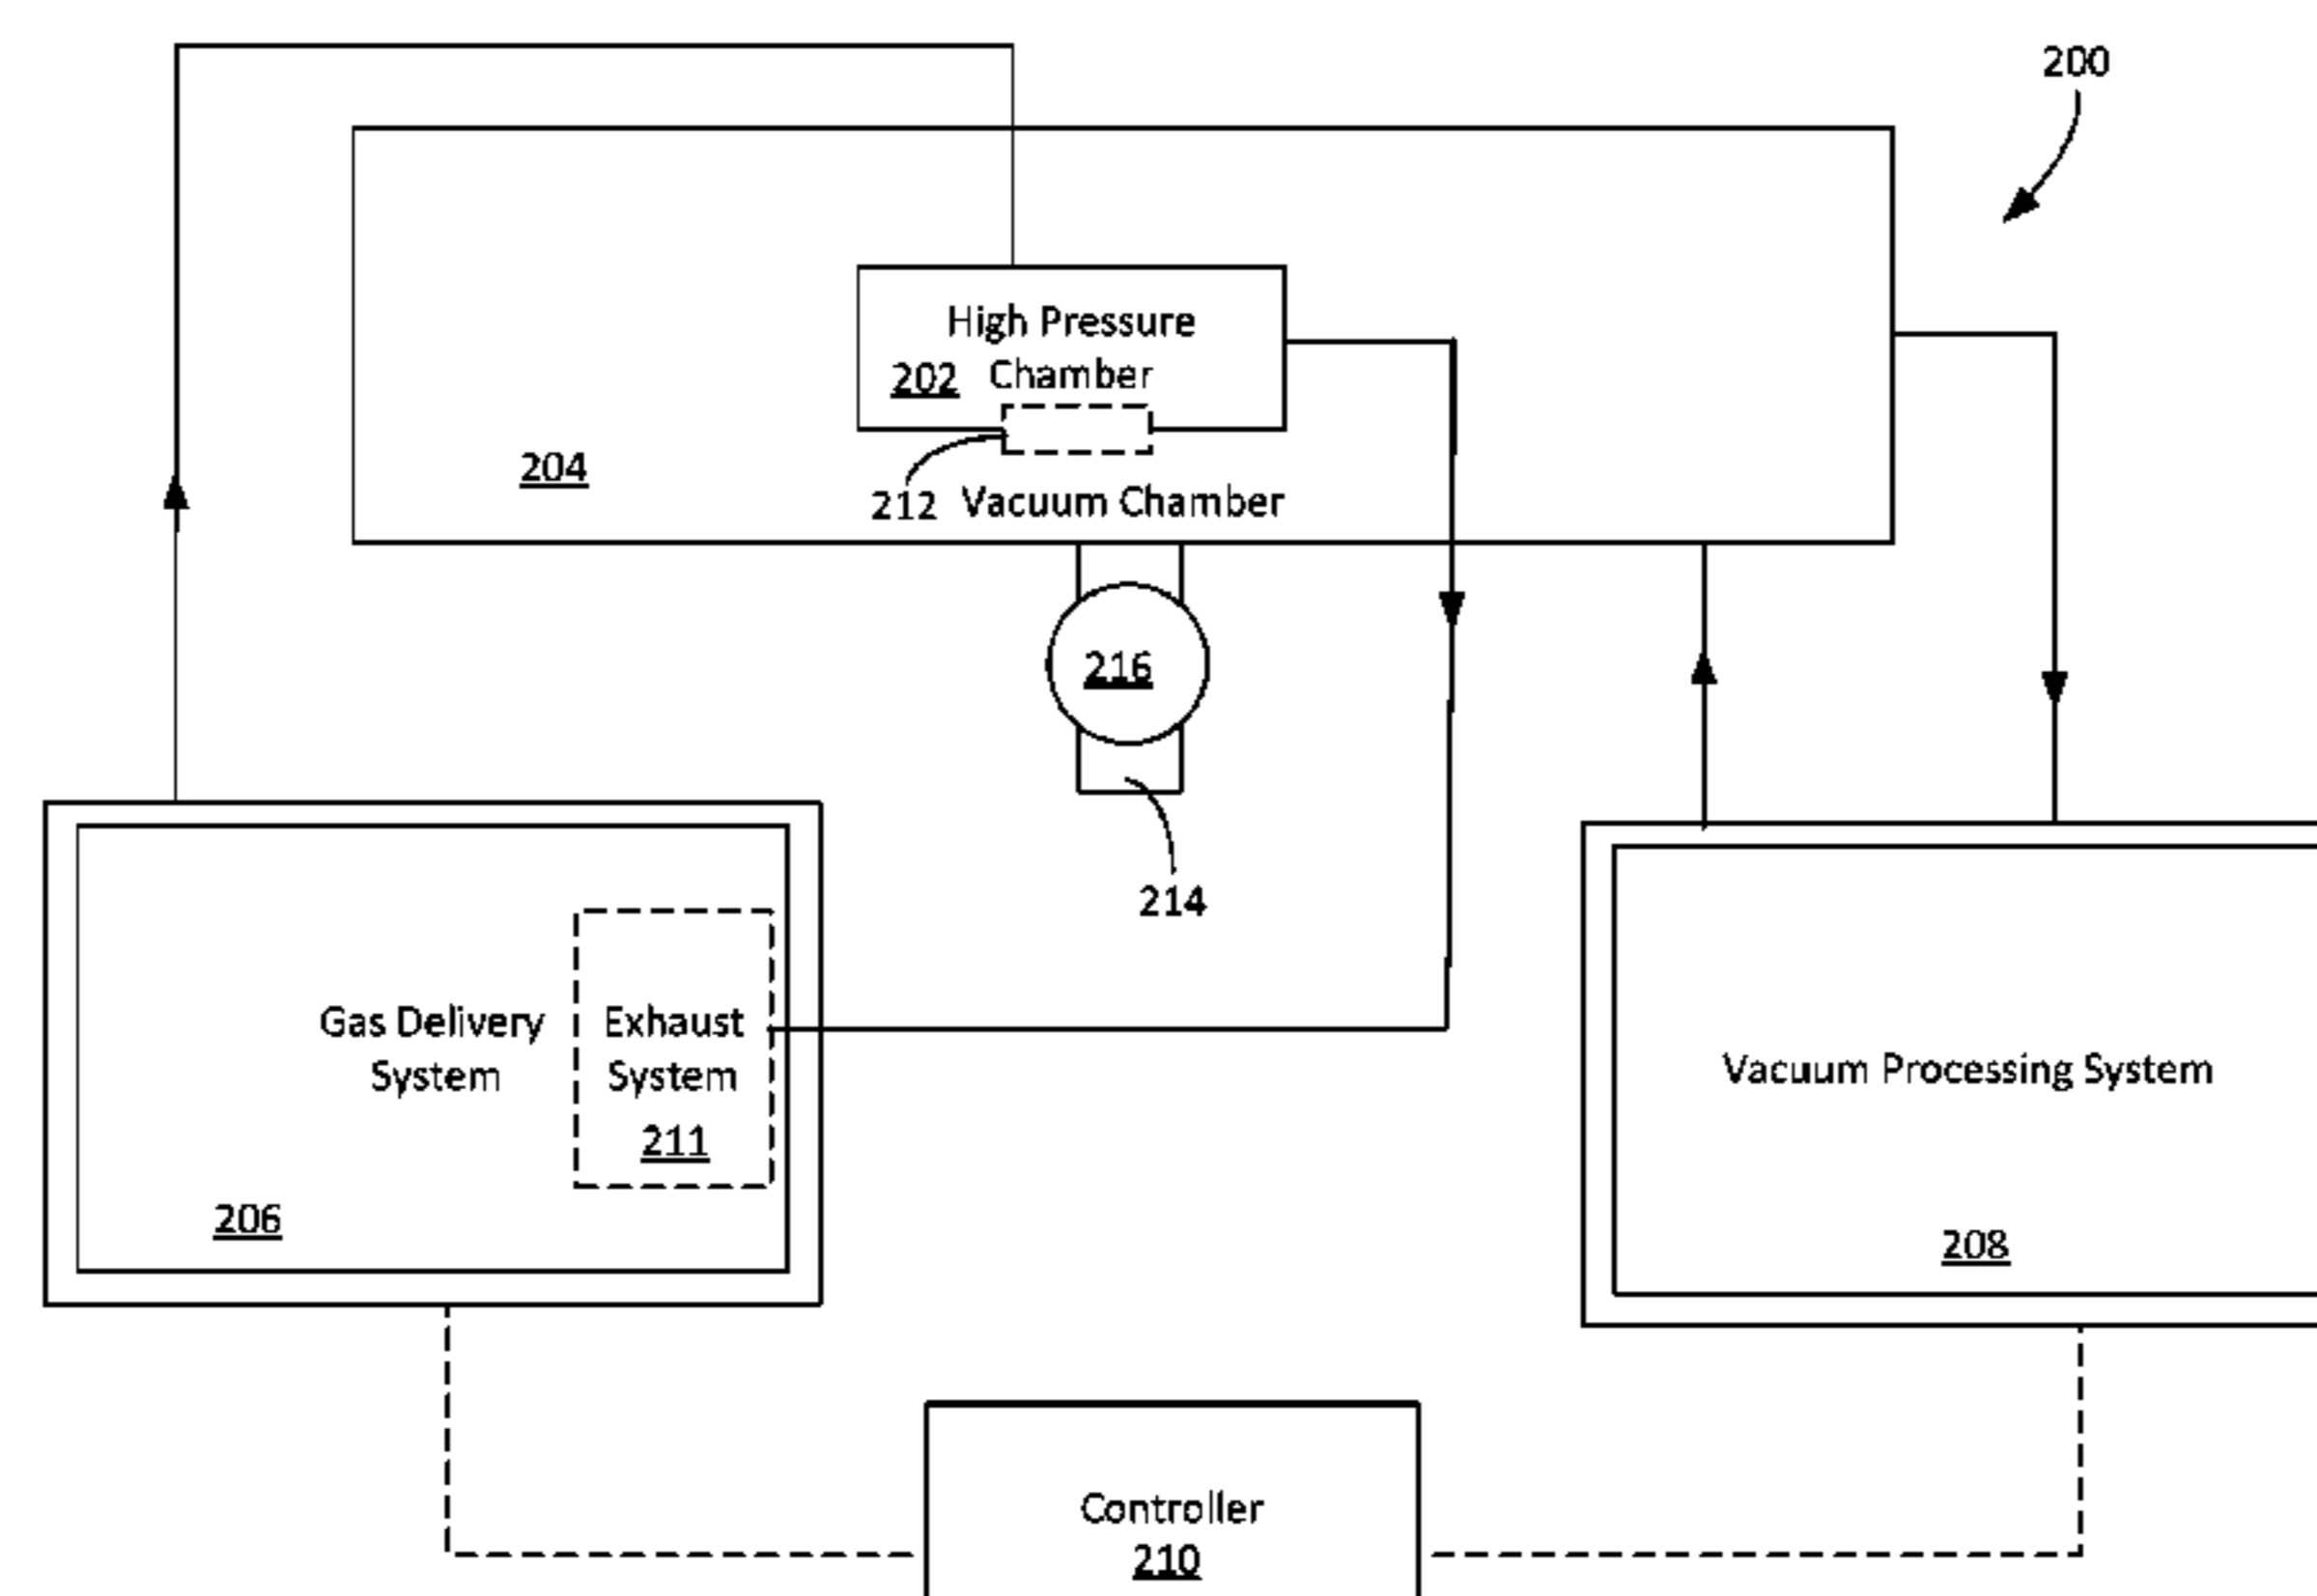 200
High Pressure
202 Chamber
204
212 Vacuum Chamber
216
214
Gas Delivery
System
Exhaust
System
211
206
Vacuum Processing System
208
Controller
210